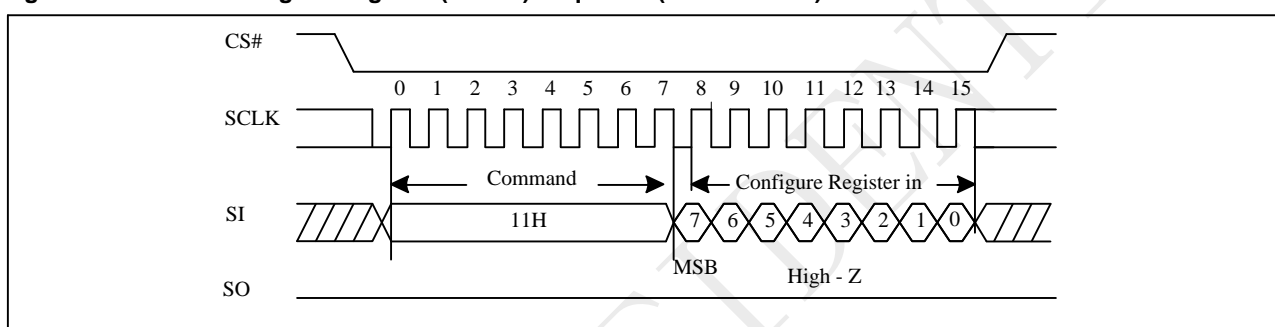 CS#
0 1 2 3 4 5 6 7 8 9 10 11 12 13 14 15
SCLK
Command
Configure Register in
SI
11H
7 6 5 4 3 2 1 0
MSB
High - Z
SO